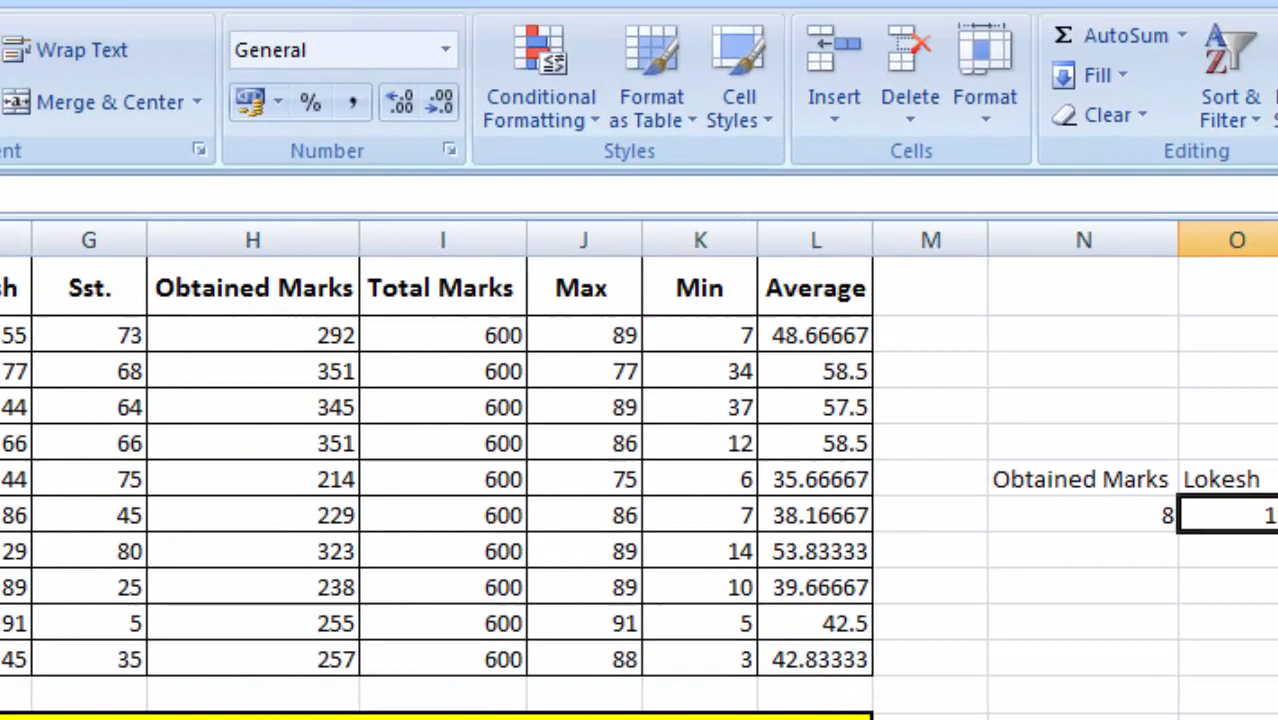 Wrap Text
Merge & Center
General
%
,
Number
Conditional Formatting
Format as Table
Cell Styles
Styles
Insert
Delete
Format
Cells
Σ AutoSum
Fill
Clear
Sort & Filter
Editing
G H I J K L M N O
Sst. Obtained Marks Total Marks Max Min Average
55 73 292 600 89 7 48.66667
77 68 351 600 77 34 58.5
44 64 345 600 89 37 57.5
66 66 351 600 86 12 58.5
44 75 214 600 75 6 35.66667 Obtained Marks Lokesh
86 45 229 600 86 7 38.16667 8 1
29 80 323 600 89 14 53.83333
89 25 238 600 89 10 39.66667
91 5 255 600 91 5 42.5
45 35 257 600 88 3 42.83333